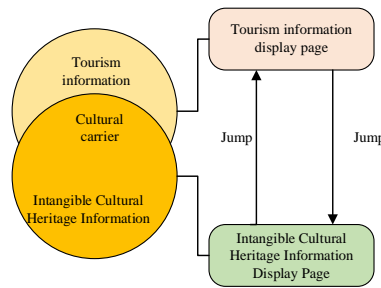 Tourism
information
Cultural
carrier
Intangible Cultural
Heritage Information
Tourism information
display page
Jump
Jump
Intangible Cultural
Heritage Information
Display Page